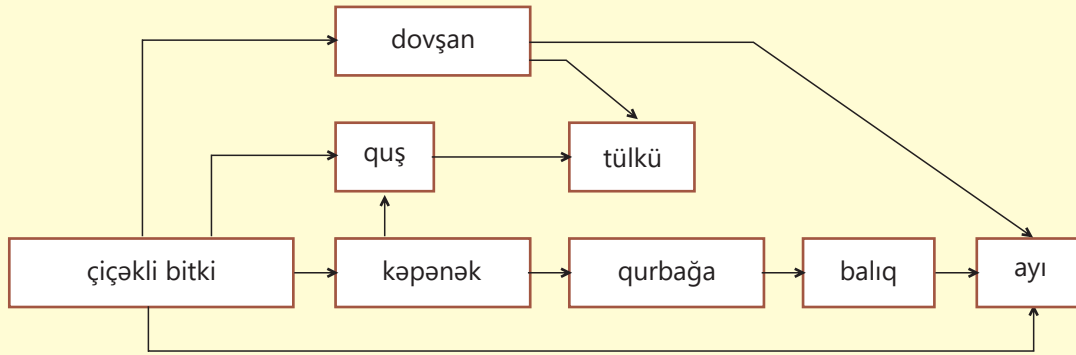 dovşan
quş
tülkü
çiçəkli bitki
kəpənək
qurbağa
balıq
ayı